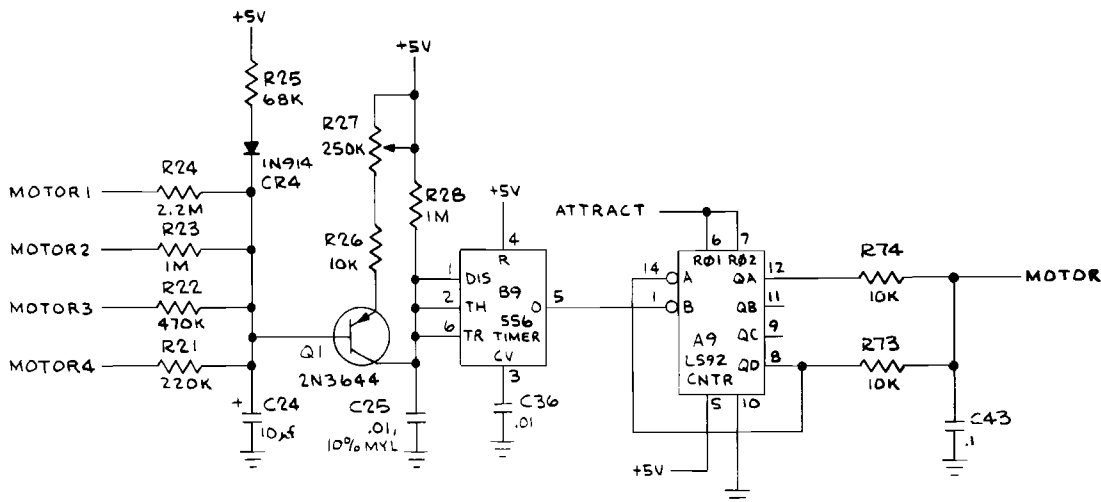 +5V
R25
68K
1N914
CR4
MOTOR1
R24
2.2M
MOTOR2
R23
1M
MOTOR3
R22
470K
MOTOR4
R21
220K
+
C24
10µf
+5V
R27
250K
R28
1M
R26
10K
Q1
2N3644
C25
.01,
10% MYL
+5V
4
R
1
DIS
B9
2
TH
O
5
556
6
TR
TIMER
CV
3
C36
.01
ATTRACT
6
7
RØ1
RØ2
14
A
QA
12
1
B
QB
11
A9
QC
9
LS92
QD
8
CNTR
5
10
+5V
R74
10K
MOTOR
R73
10K
C43
.1